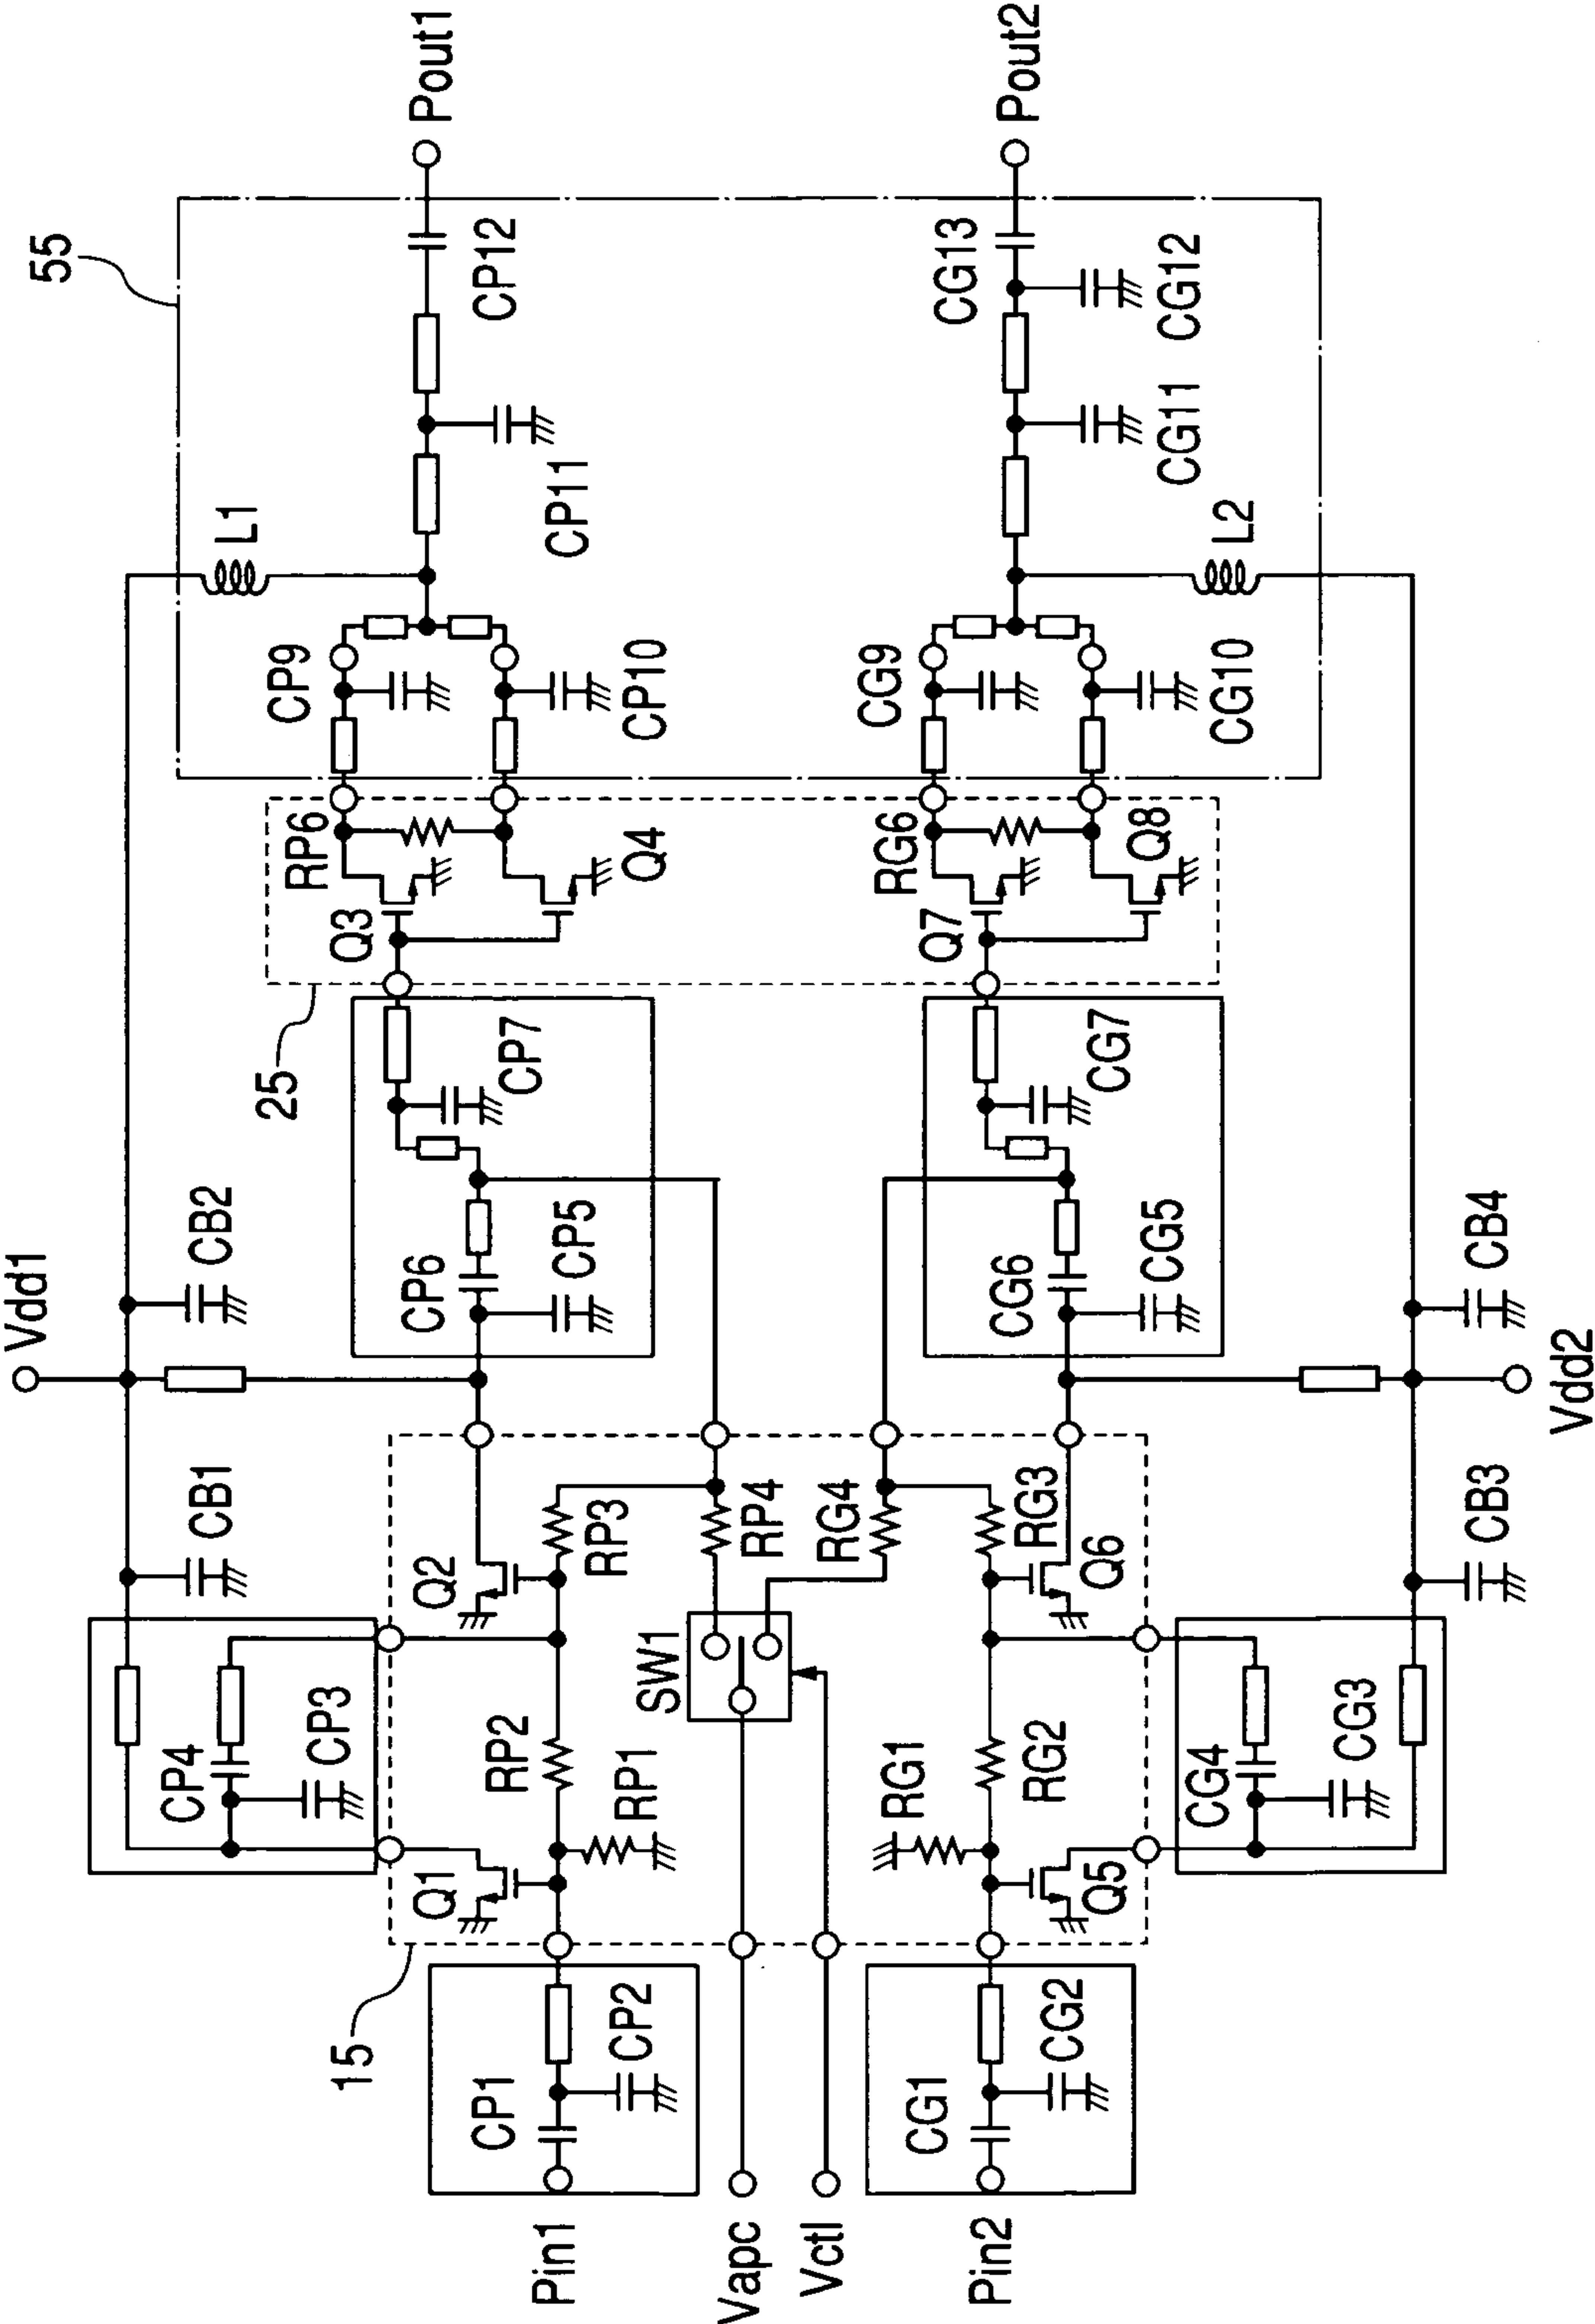 55
Pout1
Pout2
CP12
CG13
CG12
CP11
CG11
L1
L2
CP9
CP10
CG9
CG10
RP6
Q4
RG6
Q8
Q3
Q7
25
CP7
CG7
Vdd1
CB2
CP6
CP5
CG6
CG5
CB4
Vdd2
CB1
Q2
RP3
RP4
RG4
RG3
Q6
CB3
CP4
CP3
RP2
SW1
RP1
RG1
RG2
CG4
CG3
Q1
Q5
15
CP1
CP2
CG1
CG2
Pin1
Vapc
Vctl
Pin2